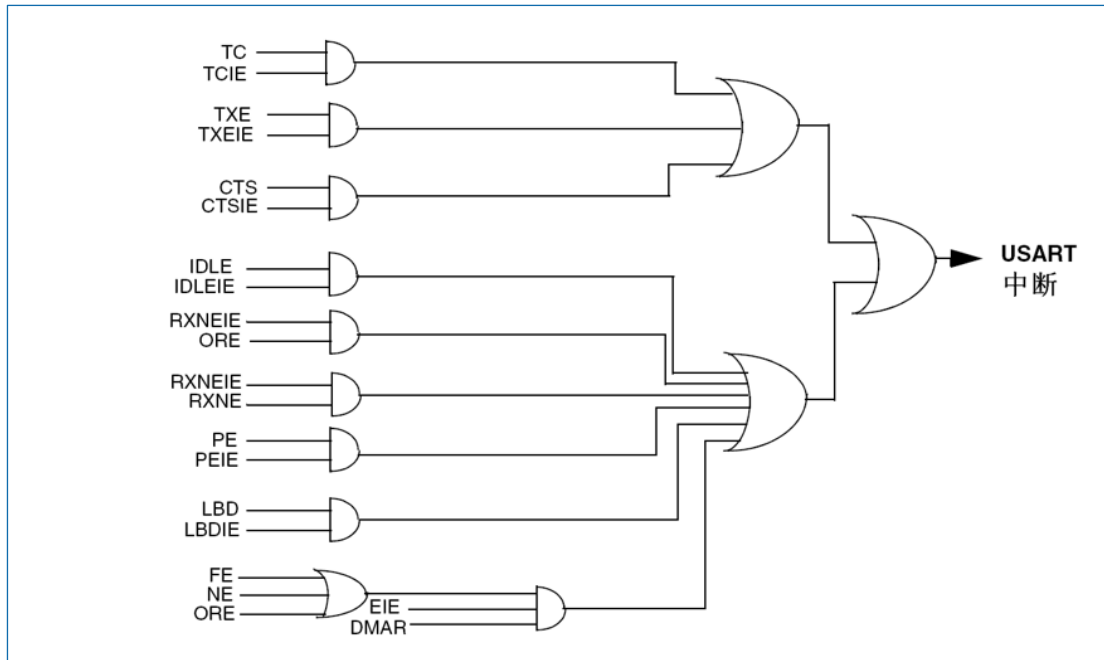 TC
TCIE
TXE
TXEIE
CTS
CTSIE
IDLE
IDLEIE
RXNEIE
ORE
RXNEIE
RXNE
PE
PEIE
LBD
LBDIE
FE
NE
ORE
EIE
DMAR
USART
中断